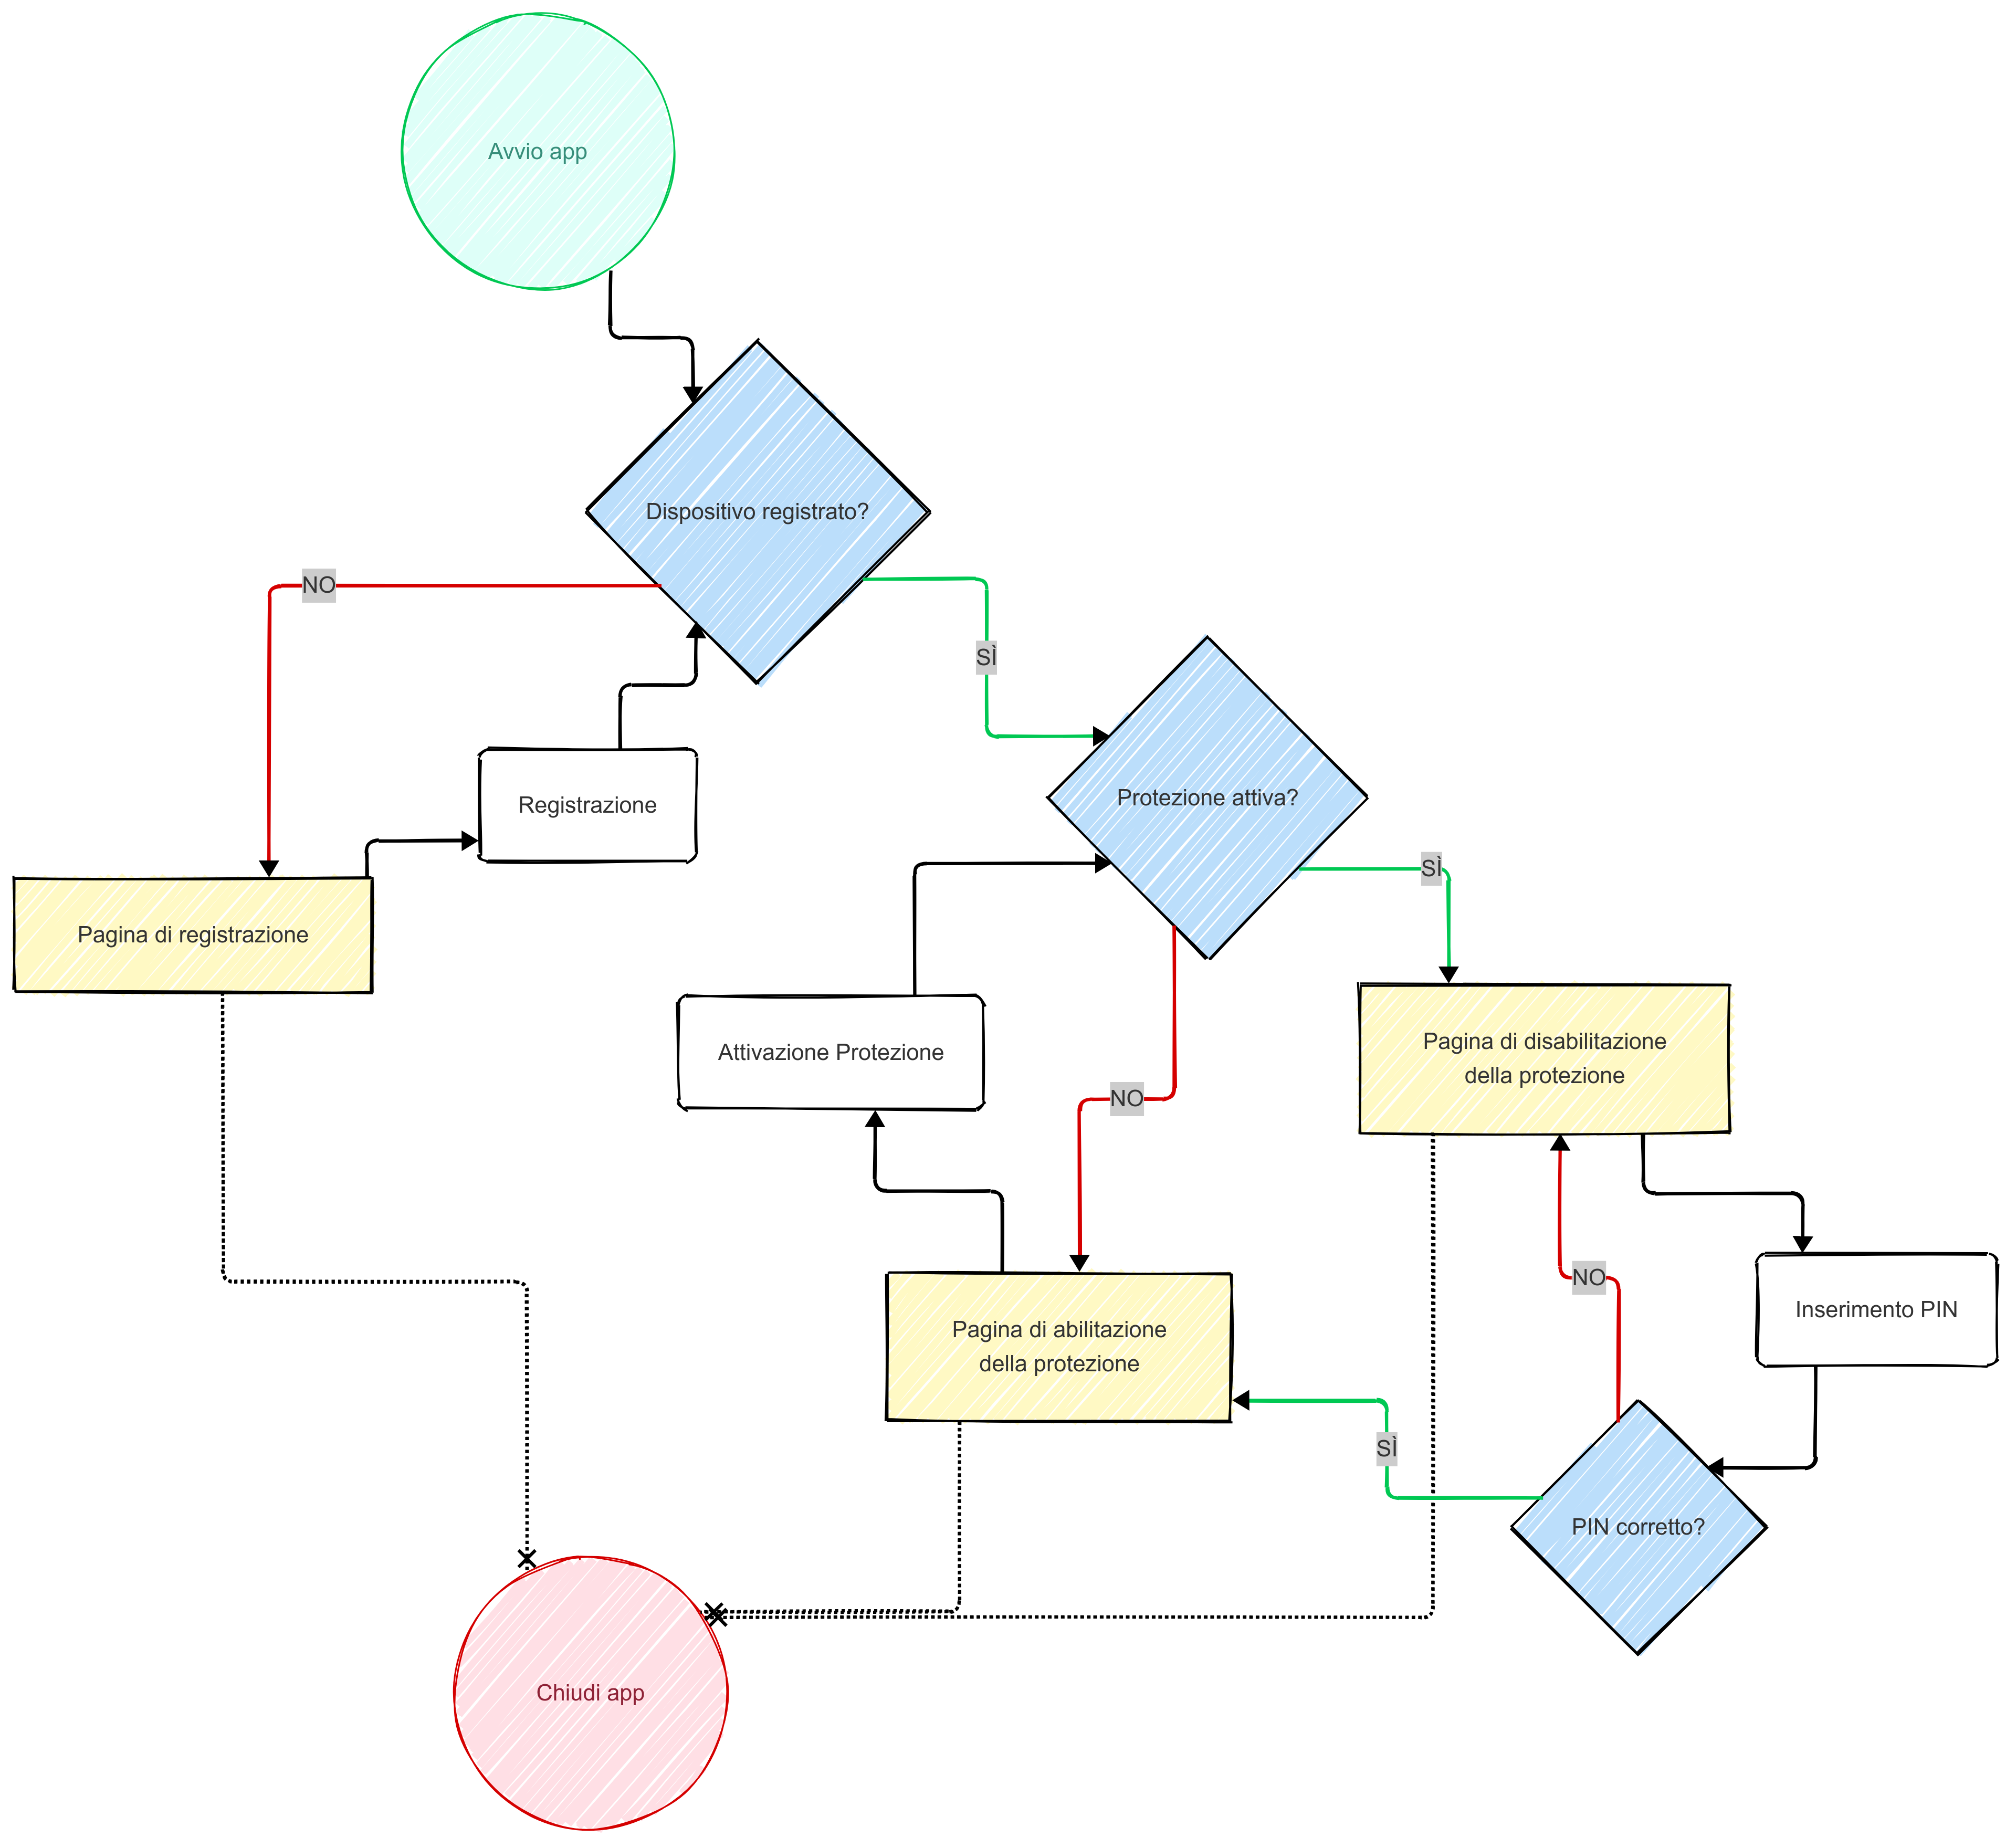 Avvio app
Dispositivo registrato?
NO
SÌ
Registrazione
Protezione attiva?
SÌ
Pagina di registrazione
Attivazione Protezione
Pagina di disabilitazione
della protezione
NO
NO
Inserimento PIN
Pagina di abilitazione
della protezione
SÌ
PIN corretto?
Chiudi app